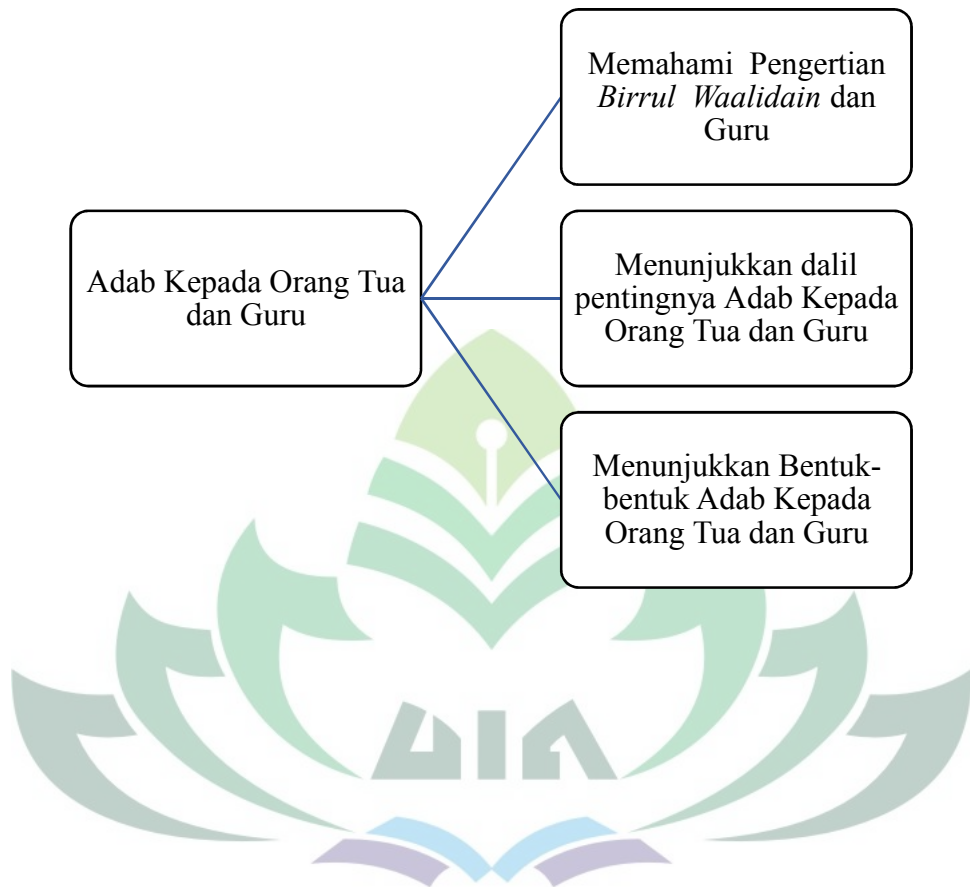 Adab Kepada Orang Tua
dan Guru
Memahami Pengertian
Birrul Waalidain dan
Guru
Menunjukkan dalil
pentingnya Adab Kepada
Orang Tua dan Guru
Menunjukkan Bentuk-
bentuk Adab Kepada
Orang Tua dan Guru
UIN